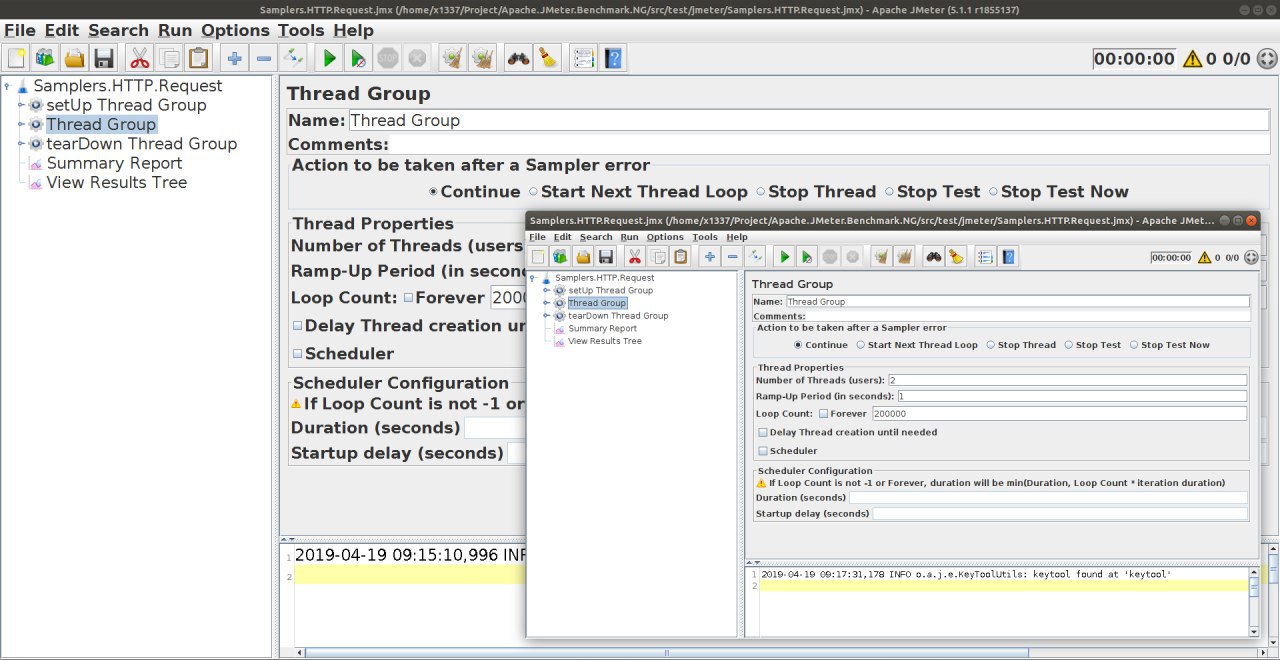 Samplers.HTTP.Request.jmx (/home/x1337/Project/Apache.JMeter.Benchmark.NG/src/test/jmeter/Samplers.HTTP.Request.jmx) - Apache JMeter (5.1.1 r1855137)
File Edit Search Run Options Tools Help
STOP
00:00:00 0 0/0
Samplers.HTTP.Request
setUp Thread Group
Thread Group
tearDown Thread Group
Summary Report
View Results Tree
Thread Group
Name: Thread Group
Comments:
Action to be taken after a Sampler error
Continue Start Next Thread Loop Stop Thread Stop Test Stop Test Now
Thread Properties
Number of Threads (users
Ramp-Up Period (in secon
Loop Count: Forever 2000
Delay Thread creation un
Scheduler
Scheduler Configuration
If Loop Count is not -1 or
Duration (seconds)
Startup delay (seconds)
1 2019-04-19 09:15:10,996 INF
2
Samplers.HTTP.Request.jmx (/home/x1337/Project/Apache.JMeter.Benchmark.NG/src/test/jmeter/Samplers.HTTP.Request.jmx) - Apache JMet...
File Edit Search Run Options Tools Help
00:00:00 0 0/0
Samplers.HTTP.Request
setUp Thread Group
Thread Group
tearDown Thread Group
Summary Report
View Results Tree
Thread Group
Name: Thread Group
Comments:
Action to be taken after a Sampler error
Continue Start Next Thread Loop Stop Thread Stop Test Stop Test Now
Thread Properties
Number of Threads (users): 2
Ramp-Up Period (in seconds): 1
Loop Count: Forever 200000
Delay Thread creation until needed
Scheduler
Scheduler Configuration
If Loop Count is not -1 or Forever, duration will be min(Duration, Loop Count * iteration duration)
Duration (seconds)
Startup delay (seconds)
1 2019-04-19 09:17:31,178 INFO o.a.j.e.KeyToolUtils: keytool found at 'keytool'
2